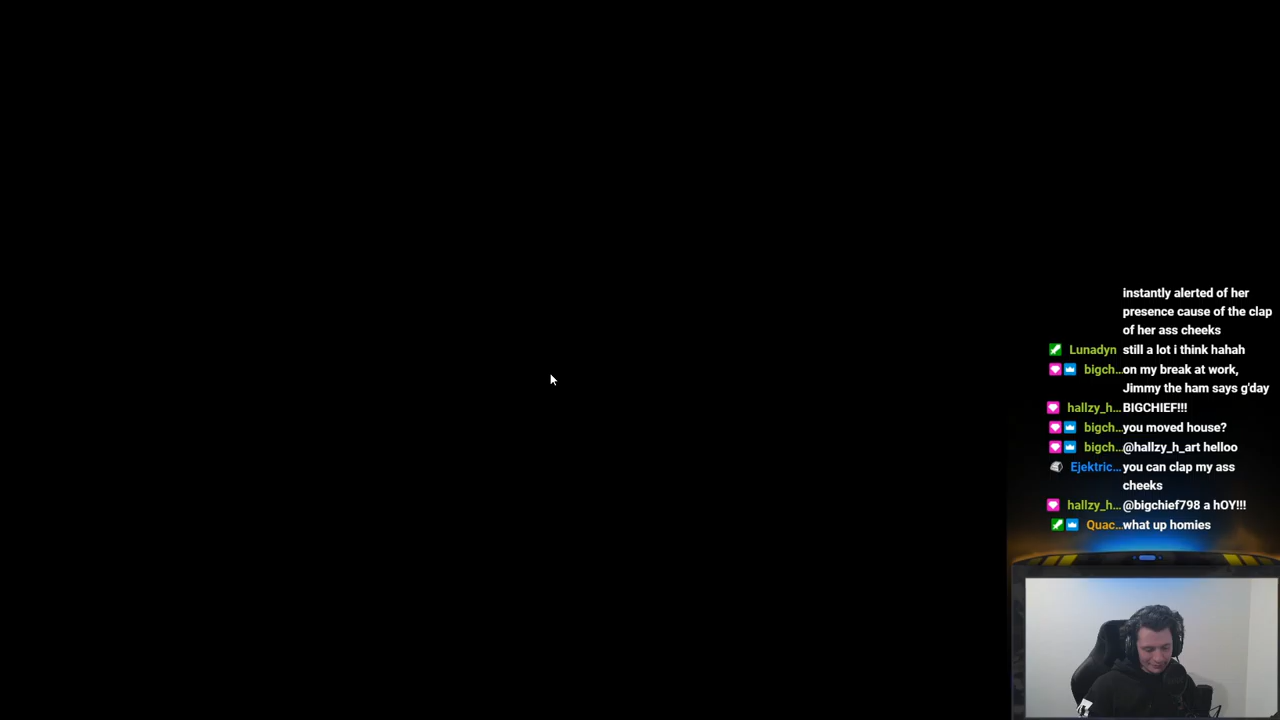 instantly alerted of her
presence cause of the clap
of her ass cheeks
Lunadyn still a lot i think hahah
bigch... on my break at work,
Jimmy the ham says g'day
hallzy_h... BIGCHIEF!!!
bigch... you moved house?
bigch... @hallzy_h_art helloo
Ejektric... you can clap my ass
cheeks
hallzy_h... @bigchief798 a hOY!!!
Quac... what up homies